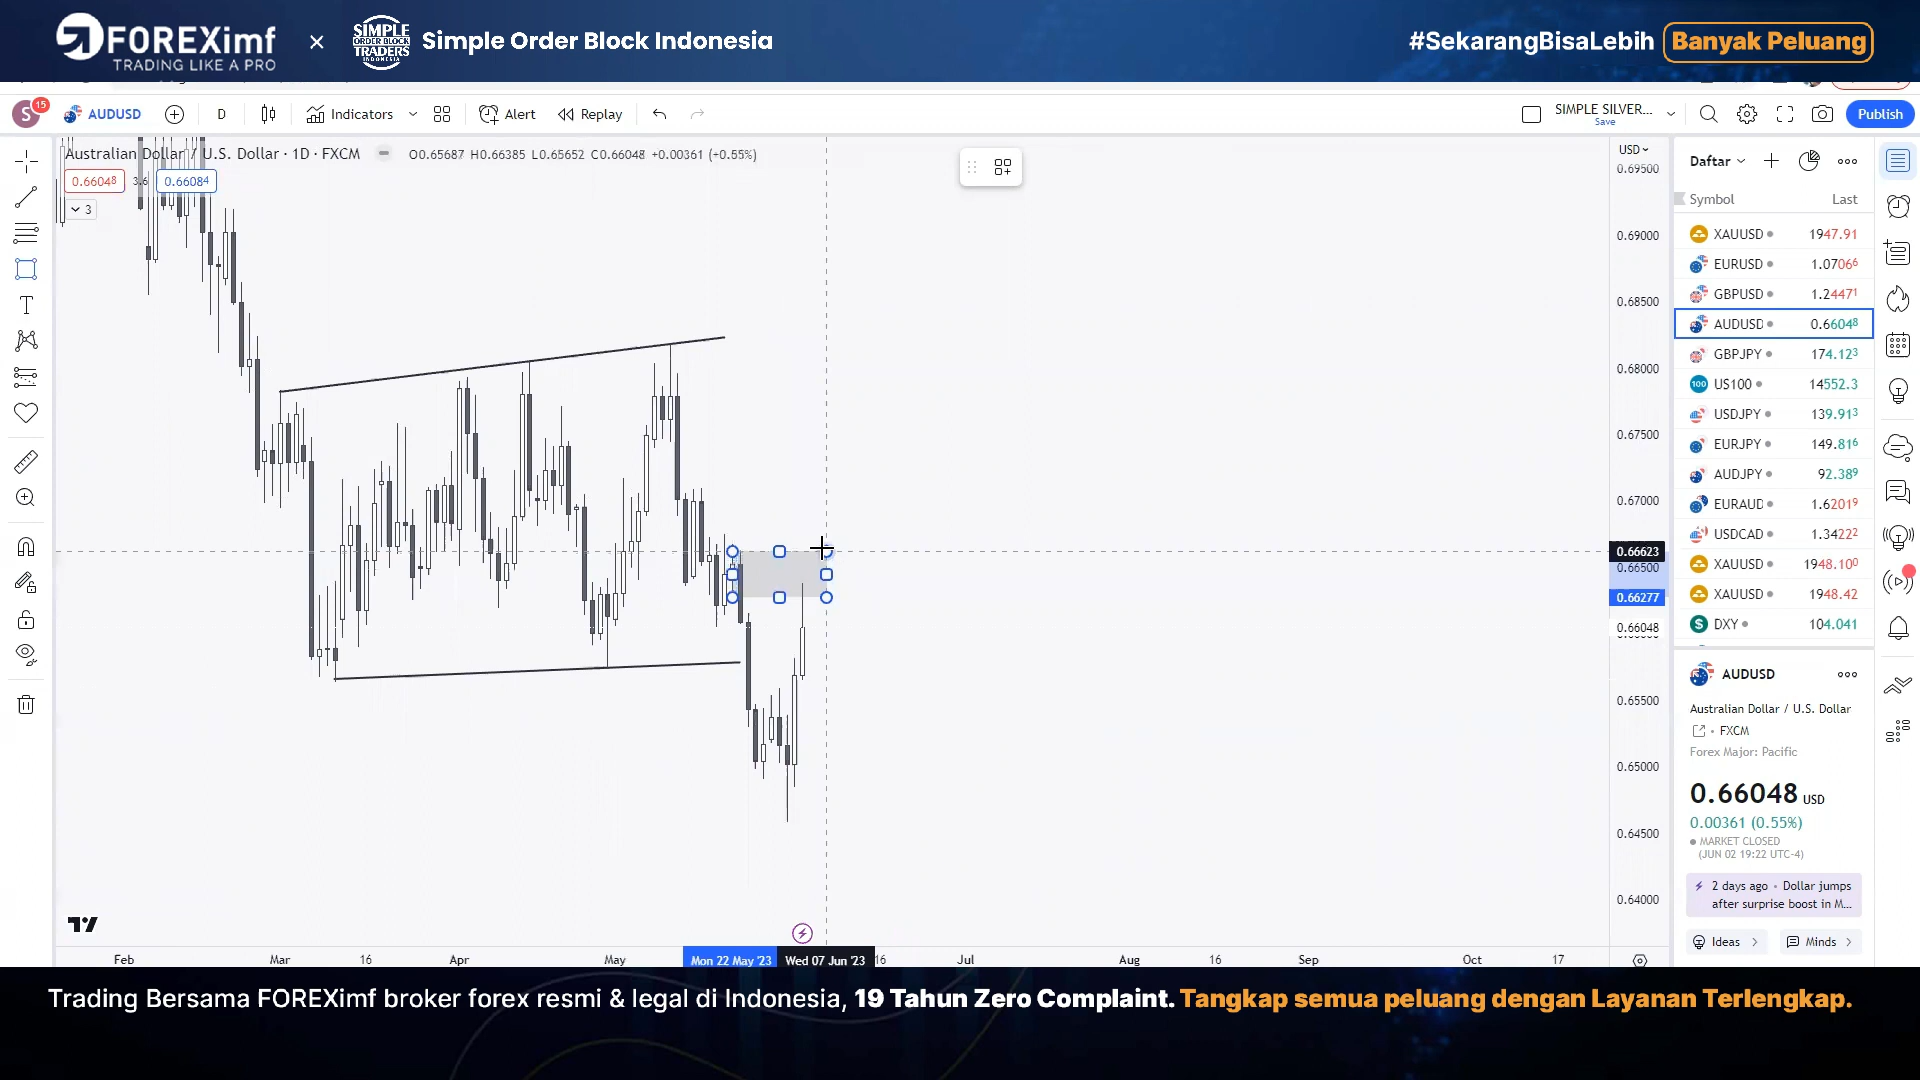 FOREXimf
TRADING LIKE A PRO
×
SIMPLE
ORDER BLOCK
TRADERS
INDONESIA
Simple Order Block Indonesia
#SekarangBisaLebih Banyak Peluang
S 15
AUDUSD
D
Indicators
Alert
Replay
SIMPLE SILVER...
Save
Publish
Australian Dollar / U.S. Dollar · 1D · FXCM
O0.65687 H0.66385 L0.65652 C0.66048 +0.00361 (+0.55%)
0.66048 3.6 0.66084
3
T
USD
0.69500
0.69000
0.68500
0.68000
0.67500
0.67000
0.66623
0.66500
0.66277
0.66048
0.65500
0.65000
0.64500
0.64000
Feb Mar 16 Apr May Mon 22 May '23 Wed 07 Jun '23 16 Jul Aug 16 Sep Oct 17
Daftar
Symbol Last
XAUUSD 1947.91
EURUSD 1.07066
GBPUSD 1.24471
AUDUSD 0.66048
GBPJPY 174.123
100 US100 14552.3
USDJPY 139.913
EURJPY 149.816
AUDJPY 92.389
EURAUD 1.62019
USDCAD 1.34222
XAUUSD 1948.100
XAUUSD 1948.42
$ DXY 104.041
AUDUSD
Australian Dollar / U.S. Dollar
FXCM
Forex Major: Pacific
0.66048 USD
0.00361 (0.55%)
MARKET CLOSED
(JUN 02 19:22 UTC-4)
2 days ago · Dollar jumps
after surprise boost in M...
Ideas
Minds
Trading Bersama FOREXimf broker forex resmi & legal di Indonesia, 19 Tahun Zero Complaint. Tangkap semua peluang dengan Layanan Terlengkap.